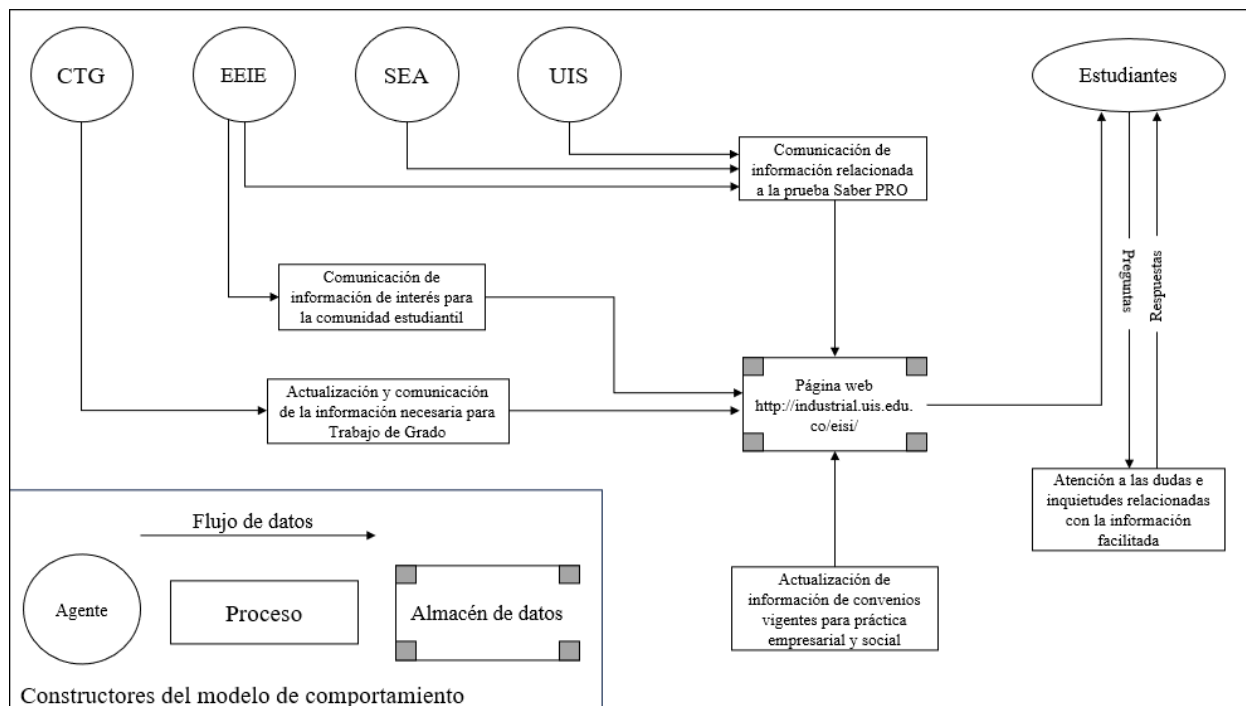 CTG
EEIE
SEA
UIS
Estudiantes
Comunicación de
información relacionada
a la prueba Saber PRO
Preguntas
Respuestas
Comunicación de
información de interés para
la comunidad estudiantil
Actualización y comunicación
de la información necesaria para
Trabajo de Grado
Página web
http://industrial.uis.edu.
co/eisi/
Atención a las dudas e
inquietudes relacionadas
con la información
facilitada
Actualización de
información de convenios
vigentes para práctica
empresarial y social
Flujo de datos
Agente
Proceso
Almacén de datos
Constructores del modelo de comportamiento